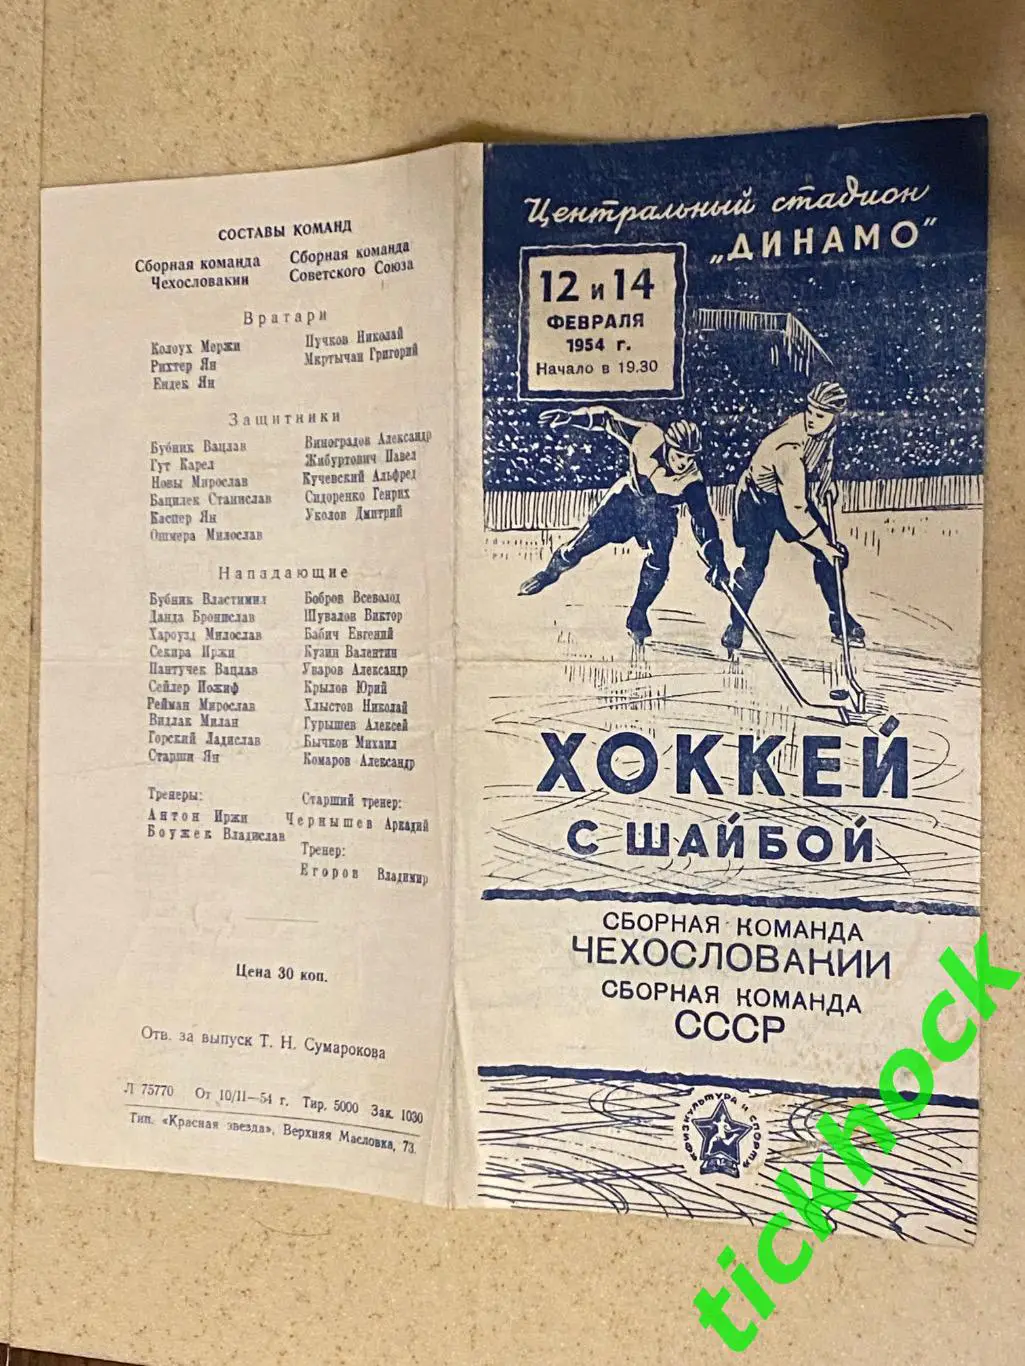 СОСТАВЫ КОМАНД
Сборная команда Чехословакии
Сборная команда Советского Союза
Вратари
Колоух Мержи
Рихтер Ян
Ендек Ян
Пучков Николай
Мкртычан Григорий
Защитники
Бубник Вацлав
Гут Карел
Новы Мирослав
Бацилек Станислав
Каспер Ян
Ошмера Милослав
Виноградов Александр
Жибуртович Павел
Кучевский Альфред
Сидоренко Генрих
Уколов Дмитрий
Нападающие
Бубник Властимил
Данда Бронислав
Хароузд Милослав
Секира Иржи
Пантучек Вацлав
Сейлер Иожиф
Рейман Мирослав
Видлак Милан
Горский Ладислав
Старши Ян
Бобров Всеволод
Шувалов Виктор
Бабич Евгений
Кузин Валентин
Уваров Александр
Крылов Юрий
Хлыстов Николай
Гурышев Алексей
Бычков Михаил
Комаров Александр
Тренеры:
Антон Иржи
Боужек Владислав
Старший тренер:
Чернышев Аркадий
Тренер:
Егоров Владимир
Цена 30 коп.
Отв. за выпуск Т. Н. Сумарокова
Л 75770 От 10/11—54 г. Тир. 5000 Зак. 1030
Тип. «Красная звезда», Верхняя Масловка, 73.
Центральный стадион
„ДИНАМО"
12 и 14
ФЕВРАЛЯ
1954 г.
Начало в 19.30
ХОККЕЙ
С ШАЙБОЙ
СБОРНАЯ КОМАНДА
ЧЕХОСЛОВАКИИ
СБОРНАЯ КОМАНДА
СССР
«ФИЗКУЛЬТУРА И СПОРТ»
tickhock